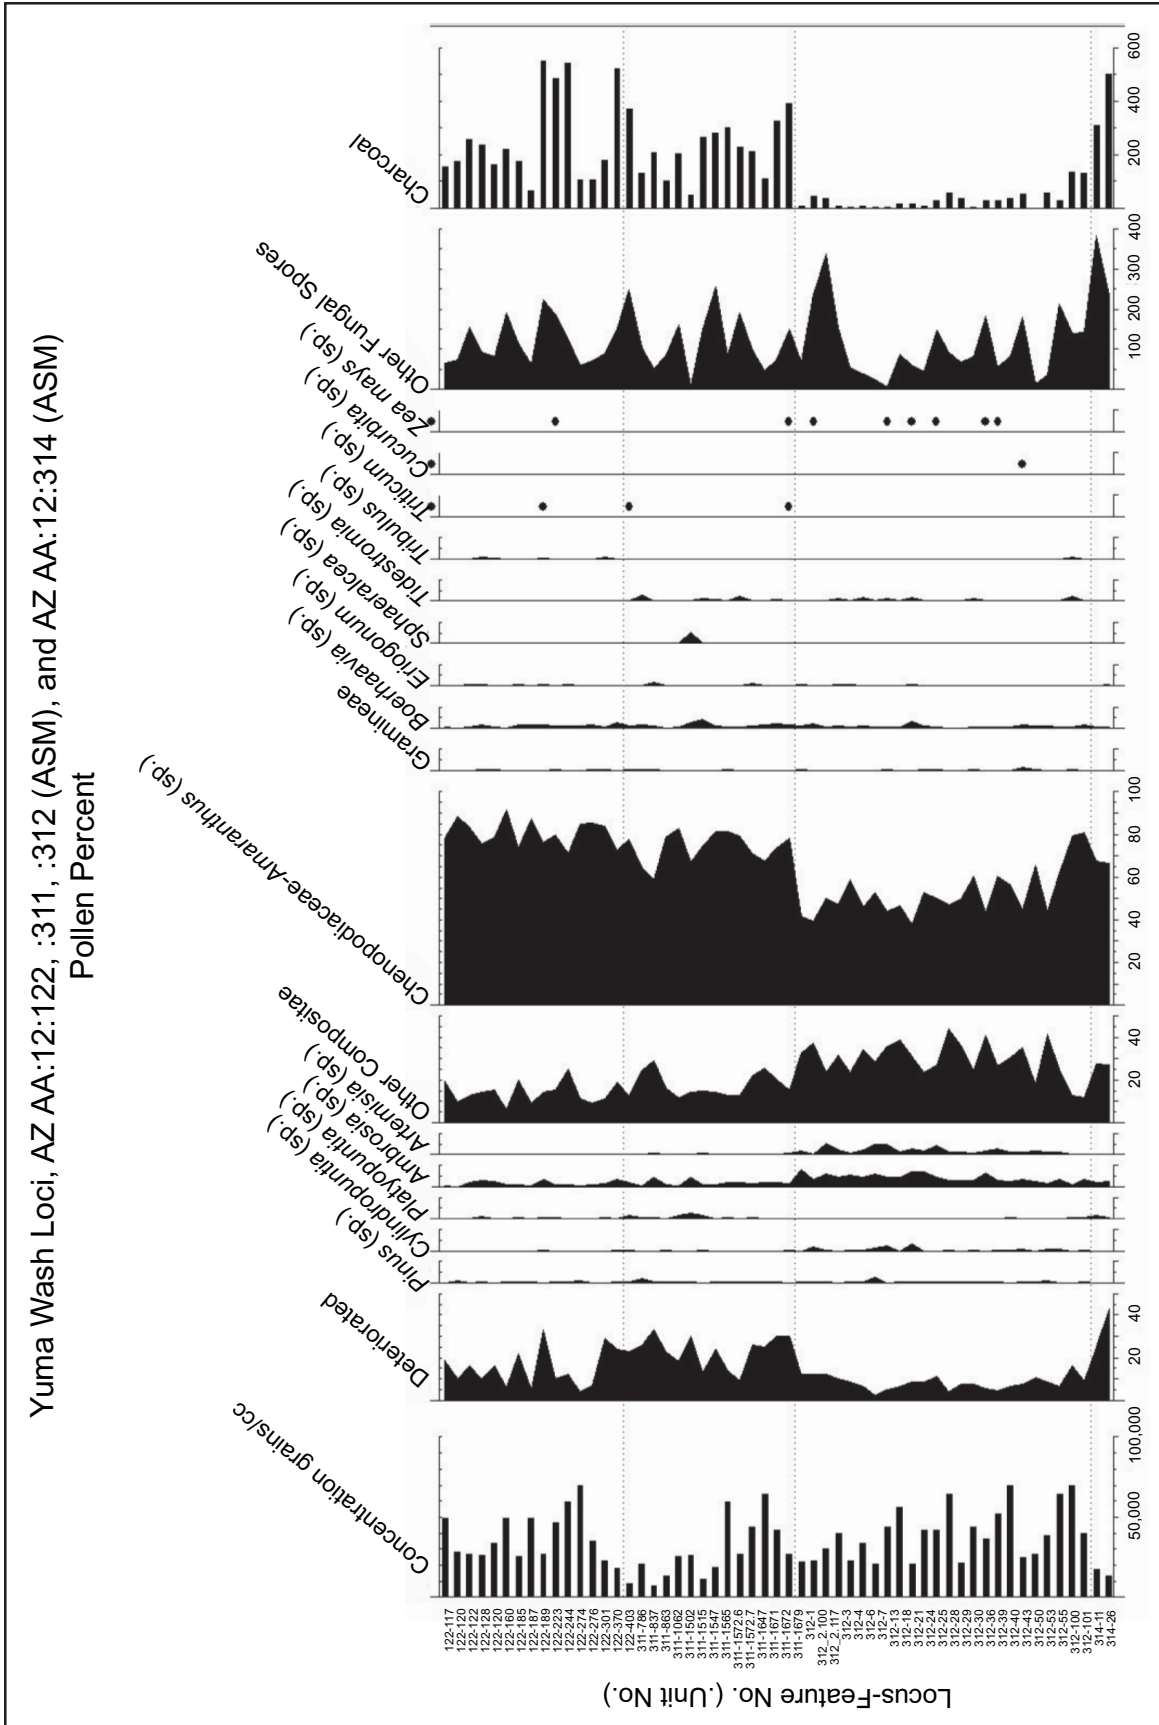 Yuma Wash Loci, AZ AA:12:122, :311, :312 (ASM), and AZ AA:12:314 (ASM)
Pollen Percent
Charcoal
Other Fungal Spores
Zea mays (sp.)
Cucurbita (sp.)
Triticum (sp.)
Tribulus (sp.)
Tidestromia (sp.)
Sphaeralcea (sp.)
Eriogonum (sp.)
Boerhaavia (sp.)
Gramineae
Chenopodiaceae-Amaranthus (sp.)
Other Compositae
Artemisia (sp.)
Ambrosia (sp.)
Platyopuntia (sp.)
Cylindropuntia (sp.)
Pinus (sp.)
Deteriorated
Concentration grains/cc
200 400 600
100 200 300 400
20 40 60 80 100
20 40
20 40
50,000 100,000
Locus-Feature No. (.Unit No.)
122-117
122-120
122-122
122-128
122-120
122-160
122-185
122-187
122-189
122-223
122-244
122-274
122-276
122-301
122-370
122-403
311-786
311-837
311-863
311-1062
311-1502
311-1515
311-1547
311-1565
311-1572.6
311-1572.7
311-1647
311-1671
311-1672
311-1679
312-1
312_2.100
312_2.117
312-3
312-4
312-6
312-7
312-13
312-18
312-21
312-24
312-25
312-28
312-29
312-30
312-36
312-39
312-40
312-43
312-50
312-53
312-55
312-100
312-101
314-11
314-26